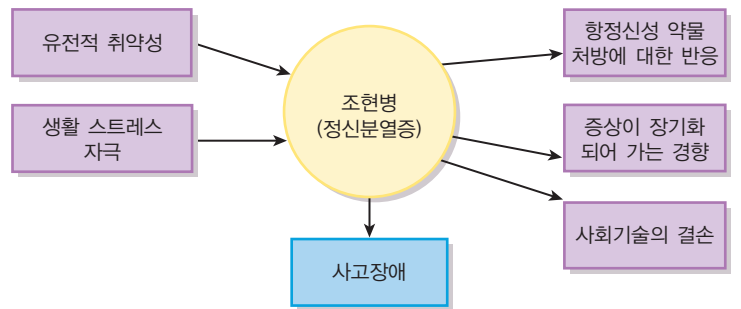 유전적 취약성
생활 스트레스
자극
조현병
(정신분열증)
사고장애
항정신성 약물
처방에 대한 반응
증상이 장기화
되어 가는 경향
사회기술의 결손